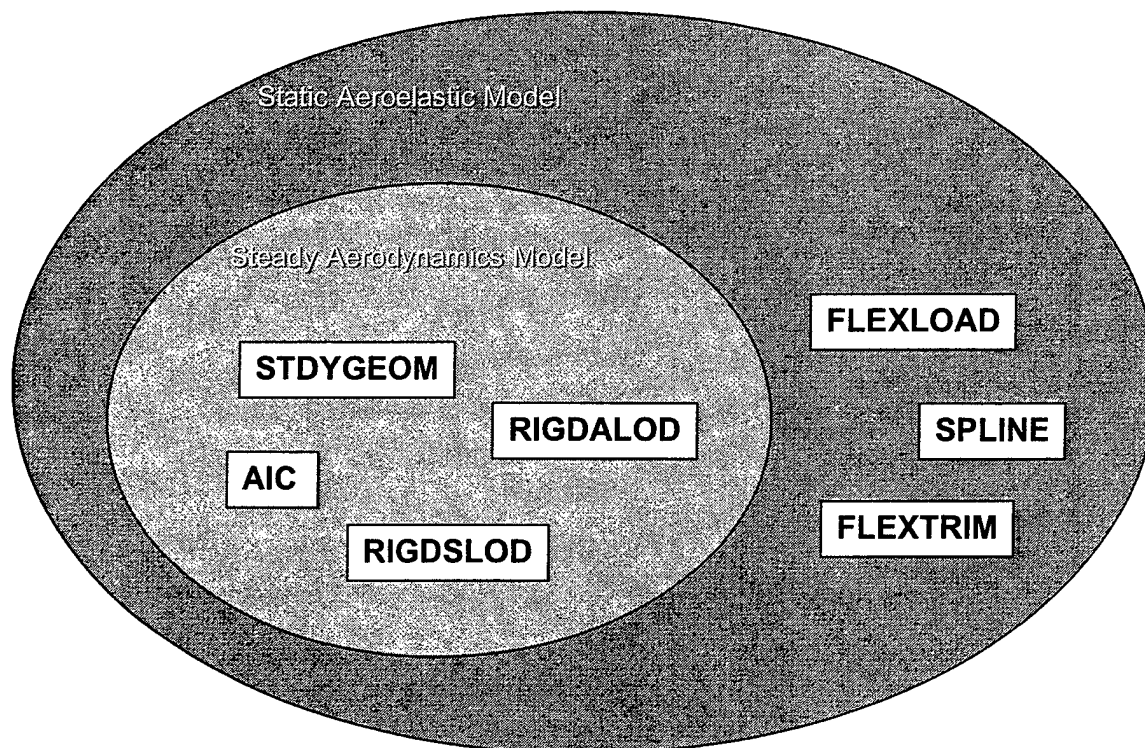 Static Aeroelastic Model
Steady Aerodynamics Model
FLEXLOAD
STDYGEOM
RIGDALOD
SPLINE
AIC
FLEXTRIM
RIGDSLOD